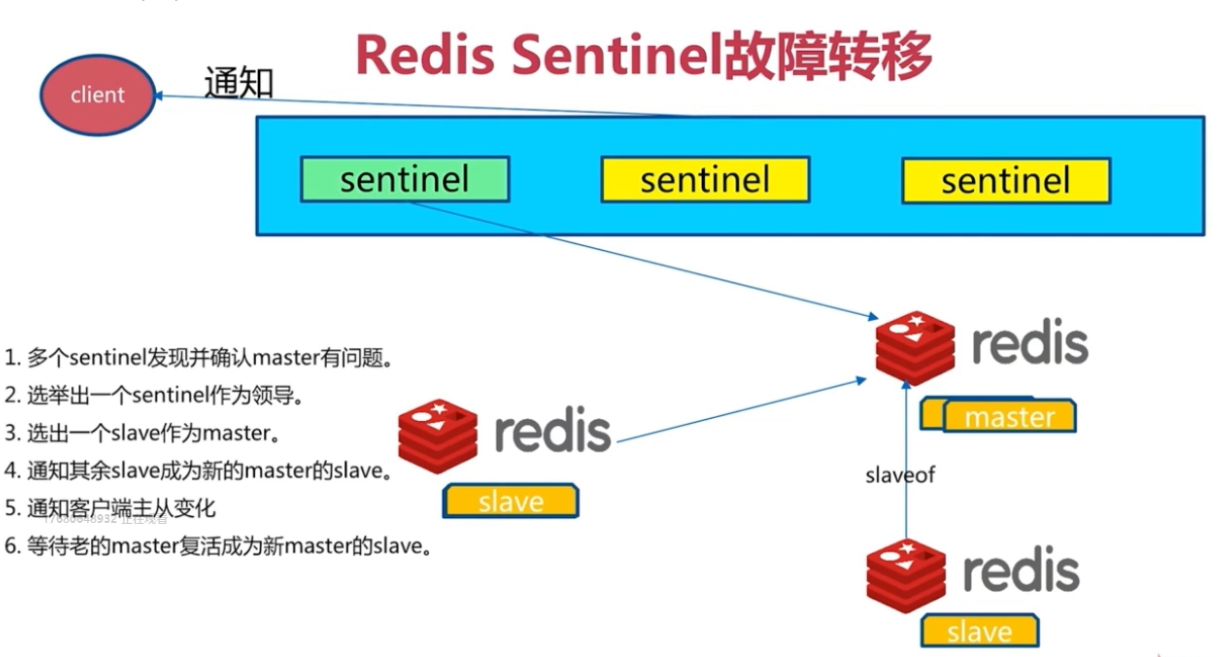 Redis Sentinel故障转移
client
通知
sentinel
sentinel
sentinel
redis
master
1. 多个sentinel发现并确认master有问题。
2. 选举出一个sentinel作为领导。
3. 选出一个slave作为master。
4. 通知其余slave成为新的master的slave。
5. 通知客户端主从变化
正在观看
6. 等待老的master复活成为新master的slave。
redis
slave
slaveof
redis
slave